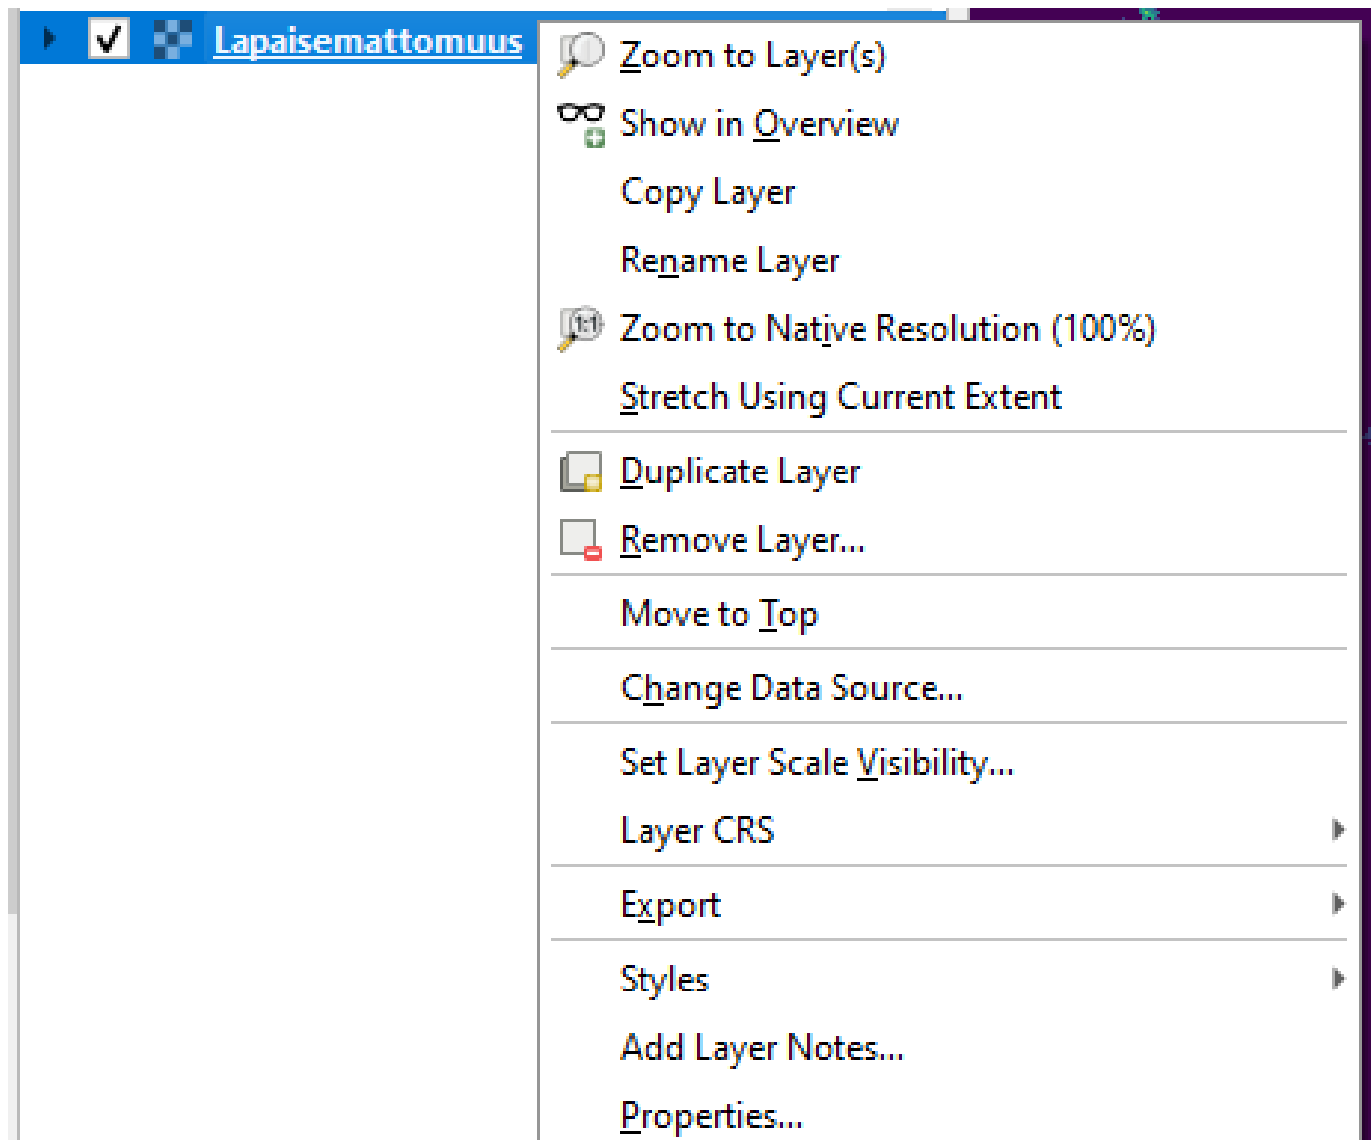 Lapaisemattomuus
Zoom to Layer(s)
Show in Overview
Copy Layer
Rename Layer
1:1
Zoom to Native Resolution (100%)
Stretch Using Current Extent
Duplicate Layer
Remove Layer...
Move to Top
Change Data Source...
Set Layer Scale Visibility...
Layer CRS
Export
Styles
Add Layer Notes...
Properties...